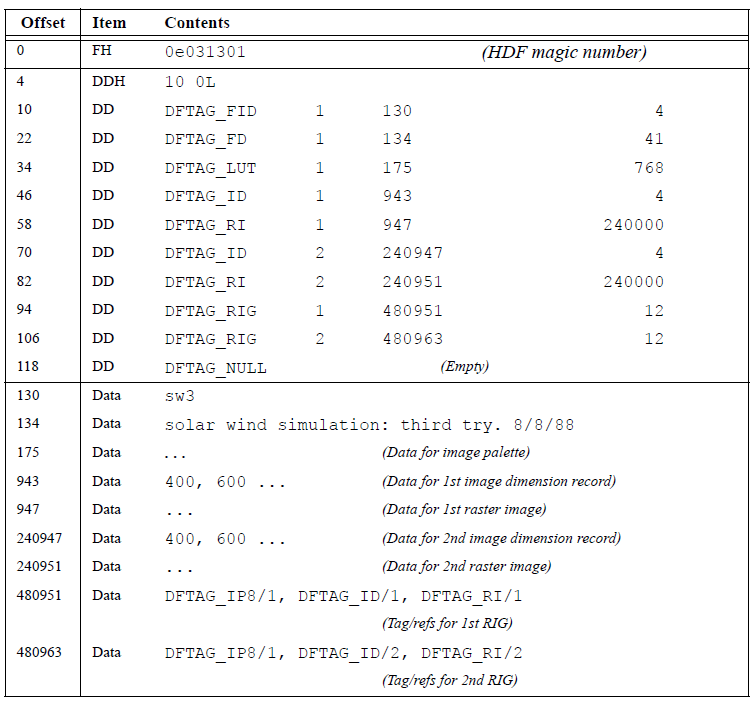 Offset Item Contents
0 FH 0e031301 (HDF magic number)
4 DDH 10 0L
10 DD DFTAG_FID 1 130 4
22 DD DFTAG_FD 1 134 41
34 DD DFTAG_LUT 1 175 768
46 DD DFTAG_ID 1 943 4
58 DD DFTAG_RI 1 947 240000
70 DD DFTAG_ID 2 240947 4
82 DD DFTAG_RI 2 240951 240000
94 DD DFTAG_RIG 1 480951 12
106 DD DFTAG_RIG 2 480963 12
118 DD DFTAG_NULL (Empty)
130 Data sw3
134 Data solar wind simulation: third try. 8/8/88
175 Data ... (Data for image palette)
943 Data 400, 600 ... (Data for 1st image dimension record)
947 Data ... (Data for 1st raster image)
240947 Data 400, 600 ... (Data for 2nd image dimension record)
240951 Data ... (Data for 2nd raster image)
480951 Data DFTAG_IP8/1, DFTAG_ID/1, DFTAG_RI/1
(Tag/refs for 1st RIG)
480963 Data DFTAG_IP8/1, DFTAG_ID/2, DFTAG_RI/2
(Tag/refs for 2nd RIG)